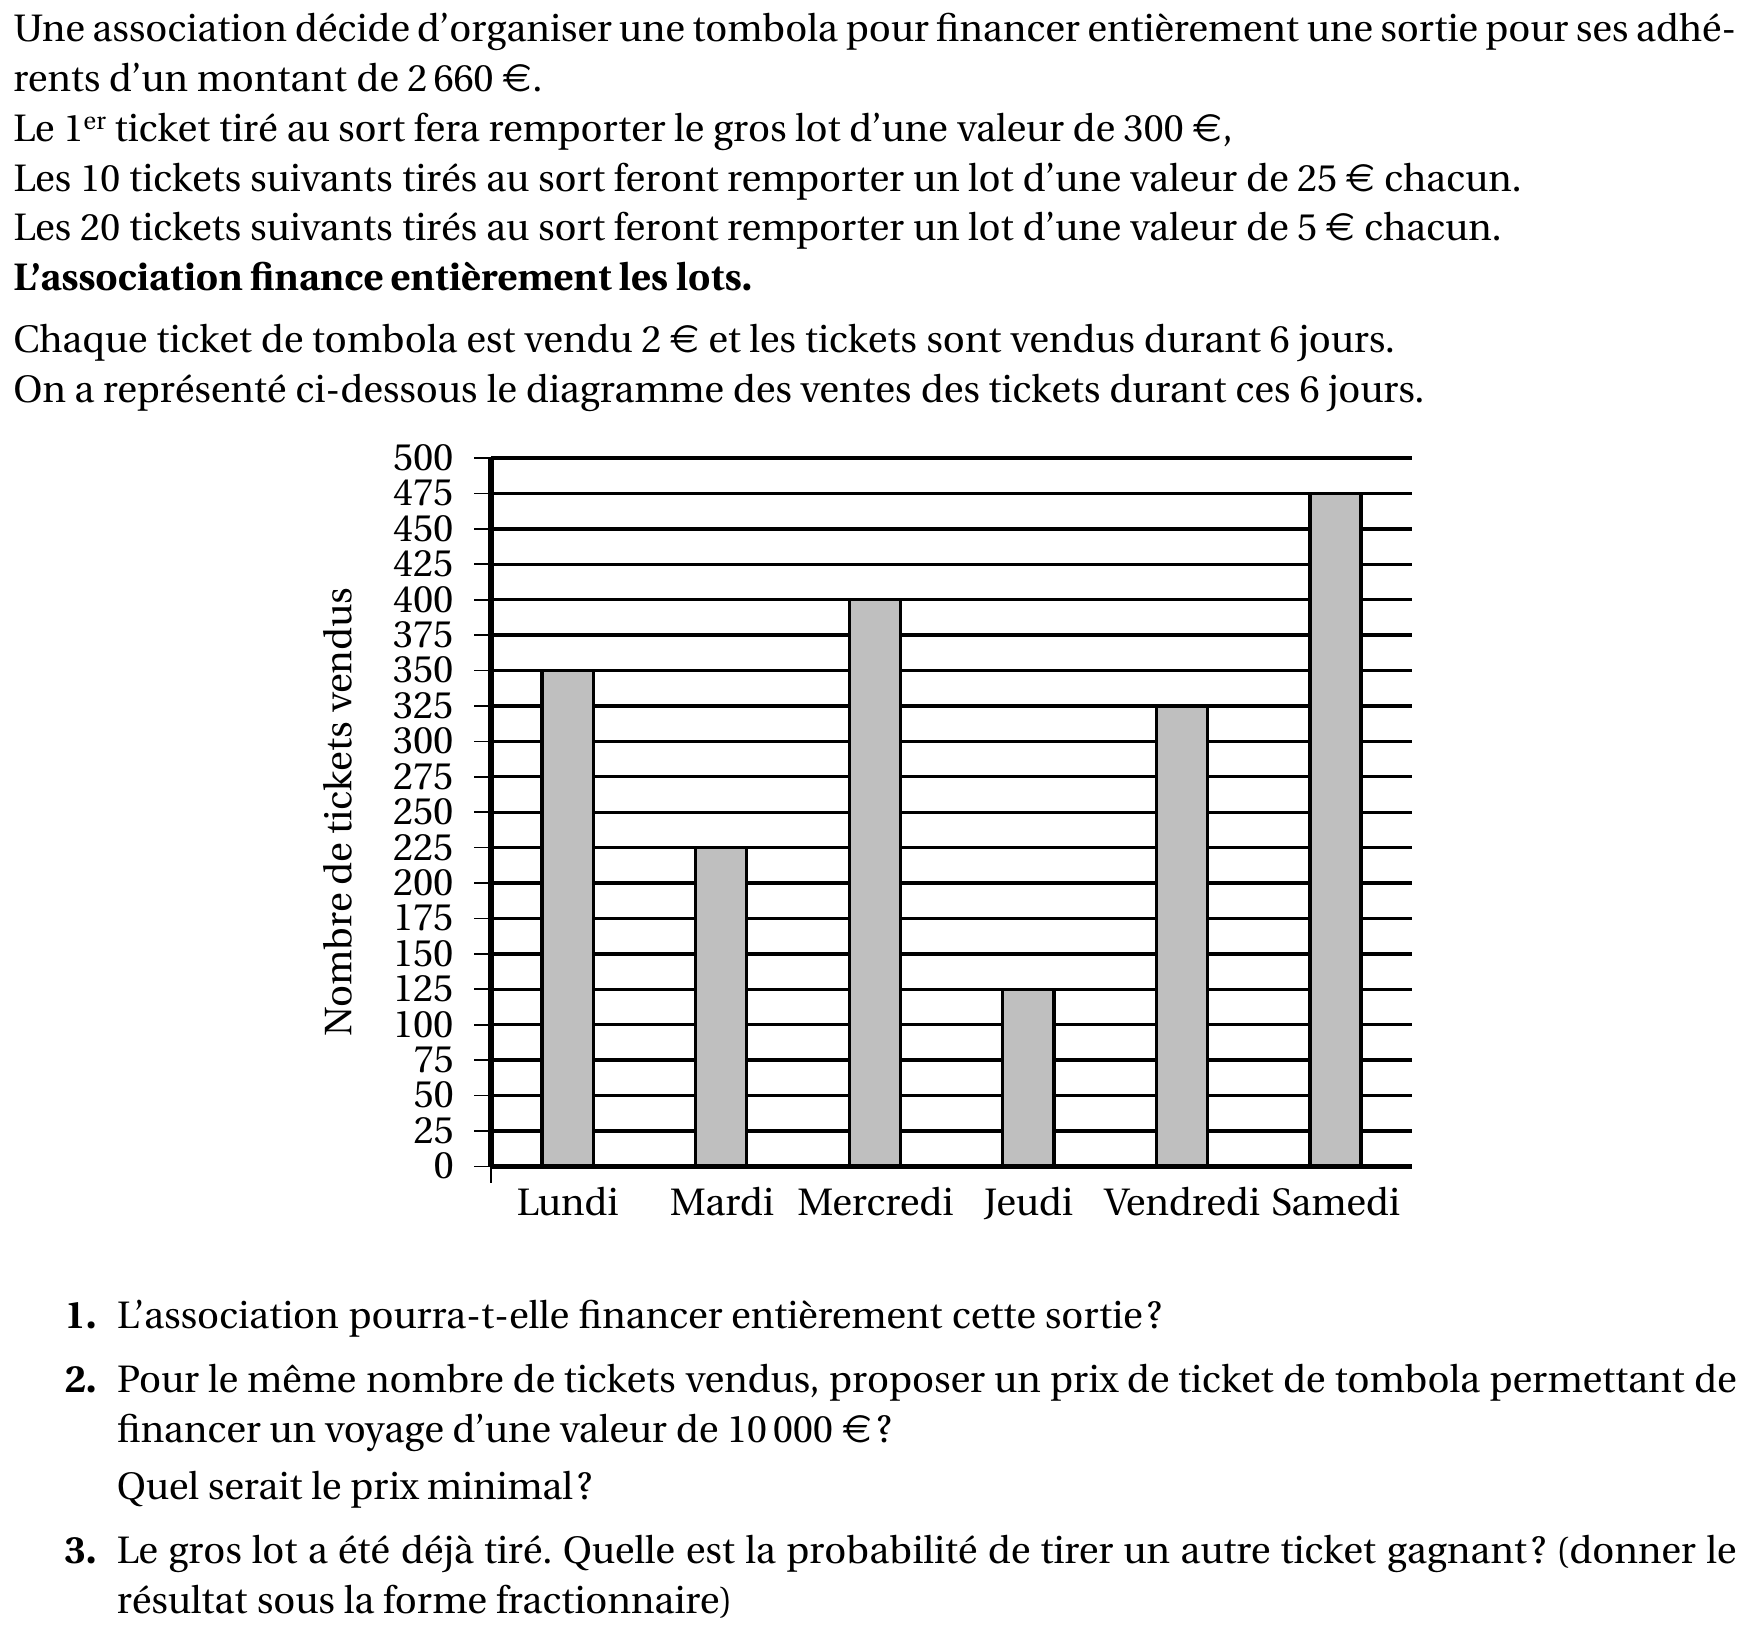 Une association décide d’organiser une tombola pour financer entièrement une sortie pour ses adhé-
rents d’un montant de 2 660 €.
Le 1er ticket tiré au sort fera remporter le gros lot d’une valeur de 300 €,
Les 10 tickets suivants tirés au sort feront remporter un lot d’une valeur de 25 € chacun.
Les 20 tickets suivants tirés au sort feront remporter un lot d’une valeur de 5 € chacun.
L’association finance entièrement les lots.
Chaque ticket de tombola est vendu 2 € et les tickets sont vendus durant 6 jours.
On a représenté ci-dessous le diagramme des ventes des tickets durant ces 6 jours.
Nombre de tickets vendus
500
475
450
425
400
375
350
325
300
275
250
225
200
175
150
125
100
75
50
25
0
Lundi Mardi Mercredi Jeudi Vendredi Samedi
1. L’association pourra-t-elle financer entièrement cette sortie ?
2. Pour le même nombre de tickets vendus, proposer un prix de ticket de tombola permettant de
financer un voyage d’une valeur de 10 000 € ?
Quel serait le prix minimal ?
3. Le gros lot a été déjà tiré. Quelle est la probabilité de tirer un autre ticket gagnant ? (donner le
résultat sous la forme fractionnaire)